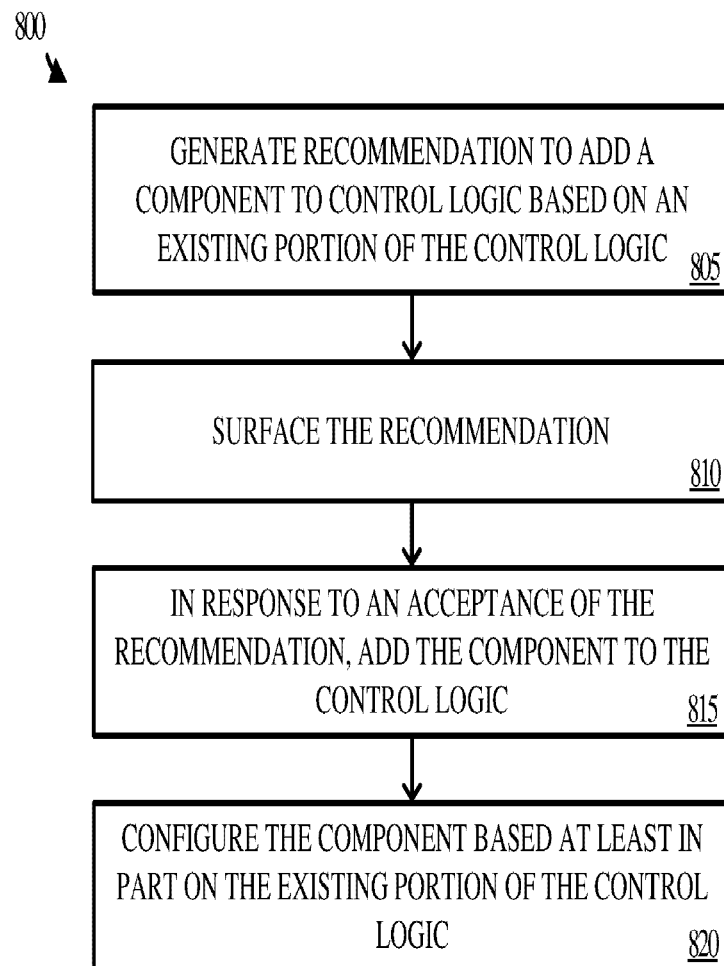 800
GENERATE RECOMMENDATION TO ADD A
COMPONENT TO CONTROL LOGIC BASED ON AN
EXISTING PORTION OF THE CONTROL LOGIC
805
SURFACE THE RECOMMENDATION
810
IN RESPONSE TO AN ACCEPTANCE OF THE
RECOMMENDATION, ADD THE COMPONENT TO THE
CONTROL LOGIC
815
CONFIGURE THE COMPONENT BASED AT LEAST IN
PART ON THE EXISTING PORTION OF THE CONTROL
LOGIC
820